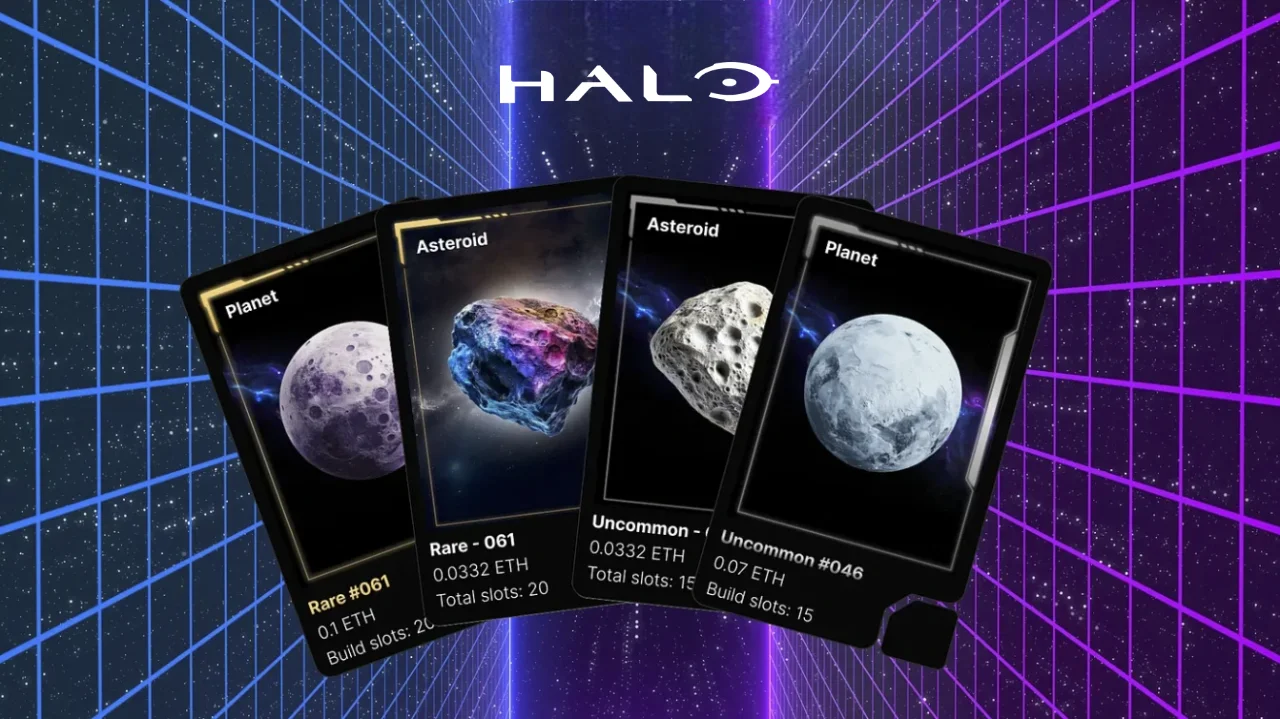 HALO
Planet
Rare #061
0.1 ETH
Build slots: 20
Asteroid
Rare - 061
0.0332 ETH
Total slots: 20
Asteroid
Uncommon -
0.0332 ETH
Total slots: 15
Planet
Uncommon #046
0.07 ETH
Build slots: 15